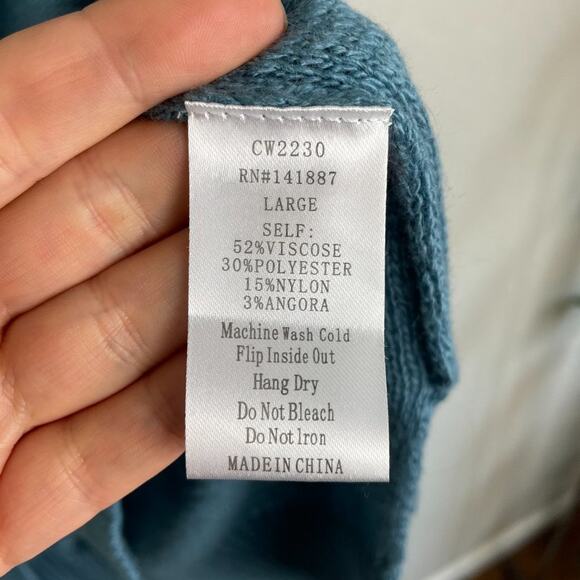 CW2230
RN#141887
LARGE
SELF:
52%VISCOSE
30%POLYESTER
15%NYLON
3%ANGORA
Machine Wash Cold
Flip Inside Out
Hang Dry
Do Not Bleach
Do Not Iron
MADE IN CHINA